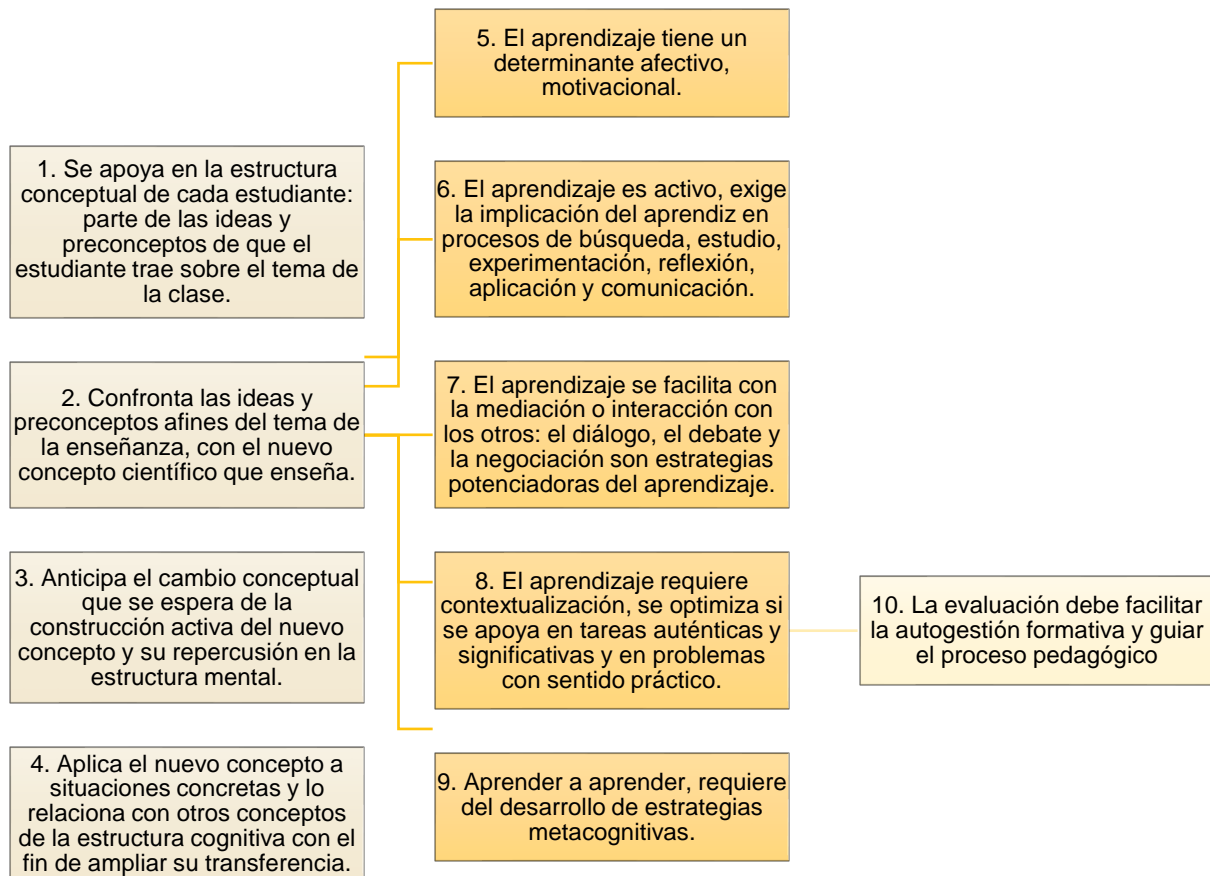 1. Se apoya en la estructura
conceptual de cada estudiante:
parte de las ideas y
preconceptos de que el
estudiante trae sobre el tema de
la clase.
2. Confronta las ideas y
preconceptos afines del tema de
la enseñanza, con el nuevo
concepto científico que enseña.
3. Anticipa el cambio conceptual
que se espera de la
construcción activa del nuevo
concepto y su repercusión en la
estructura mental.
4. Aplica el nuevo concepto a
situaciones concretas y lo
relaciona con otros conceptos
de la estructura cognitiva con el
fin de ampliar su transferencia.
5. El aprendizaje tiene un
determinante afectivo,
motivacional.
6. El aprendizaje es activo, exige
la implicación del aprendiz en
procesos de búsqueda, estudio,
experimentación, reflexión,
aplicación y comunicación.
7. El aprendizaje se facilita con
la mediación o interacción con
los otros: el diálogo, el debate y
la negociación son estrategias
potenciadoras del aprendizaje.
8. El aprendizaje requiere
contextualización, se optimiza si
se apoya en tareas auténticas y
significativas y en problemas
con sentido práctico.
9. Aprender a aprender, requiere
del desarrollo de estrategias
metacognitivas.
10. La evaluación debe facilitar
la autogestión formativa y guiar
el proceso pedagógico